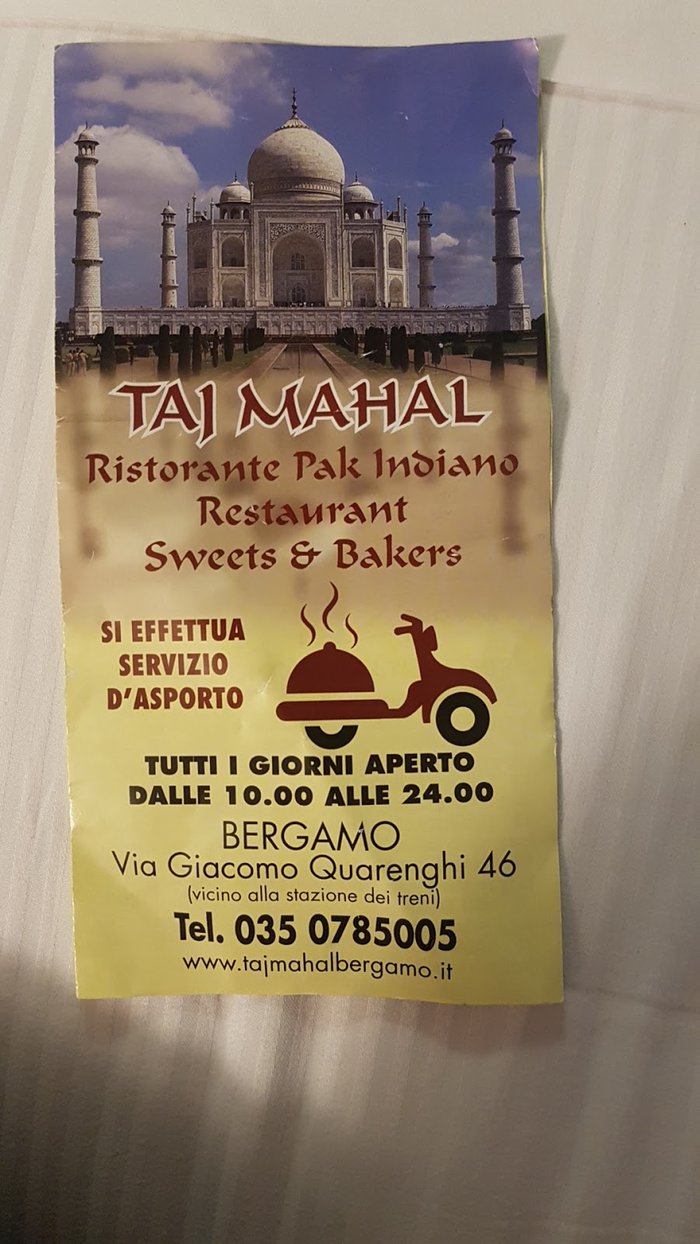 TAJ MAHAL
Ristorante Pak Indiano
Restaurant
Sweets & Bakers
SI EFFETTUA
SERVIZIO
D'ASPORTO
TUTTI I GIORNI APERTO
DALLE 10.00 ALLE 24.00
BERGAMO
Via Giacomo Quarenghi 46
(vicino alla stazione dei treni)
Tel. 035 0785005
www.tajmahalbergamo.it